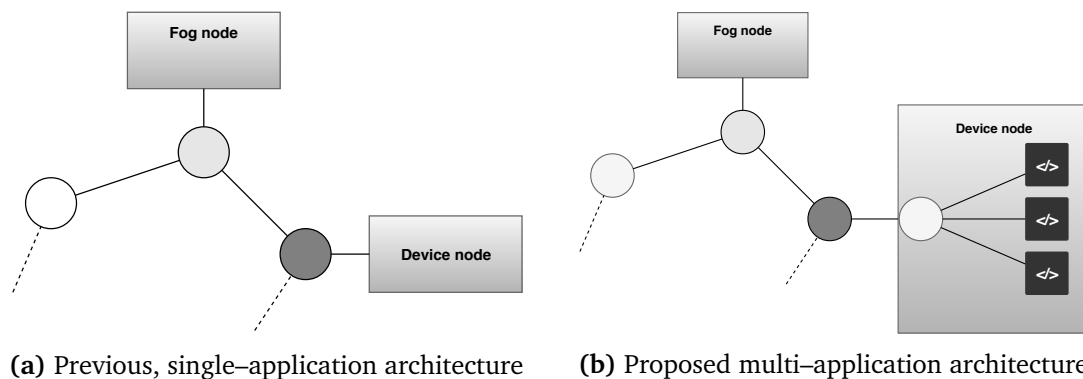 Fog node
Device node
(a) Previous, single–application architecture
Fog node
Device node
</>
</>
</>
(b) Proposed multi–application architecture